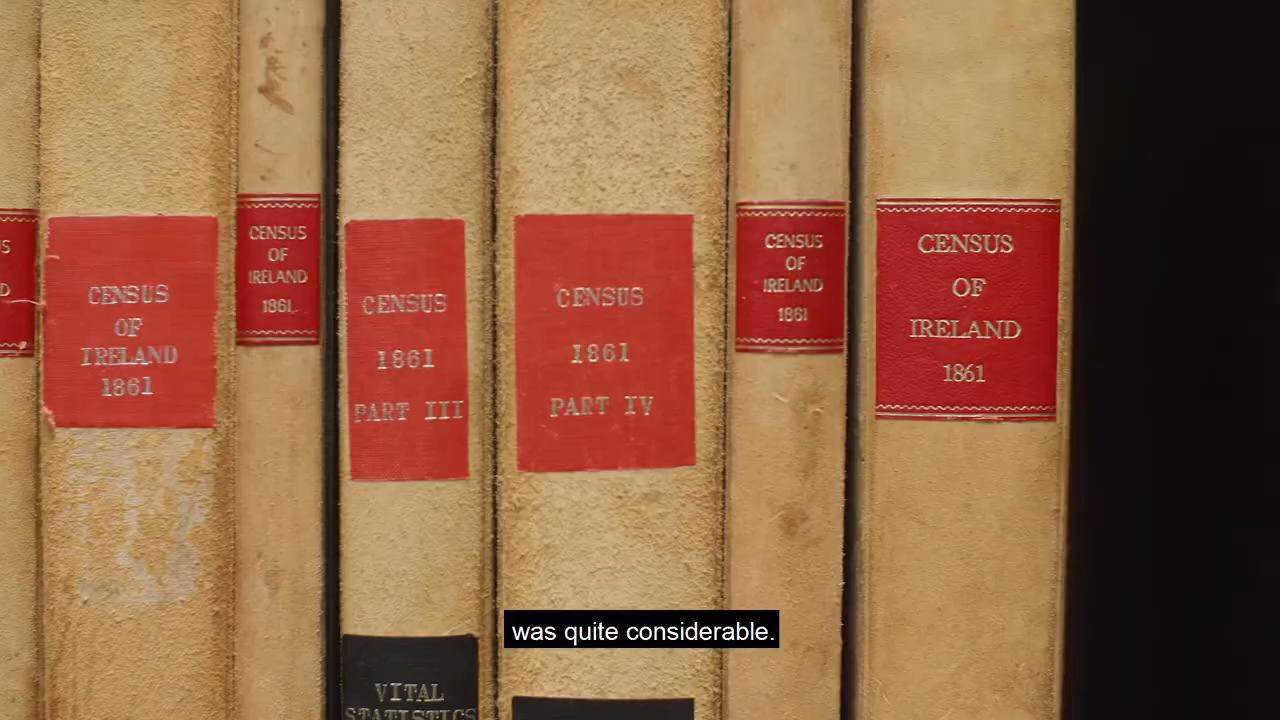 S
D
CENSUS
OF
IRELAND
1861
CENSUS
OF
IRELAND
1861
CENSUS
1861
PART III
VITAL
STATISTICS
CENSUS
1861
PART IV
CENSUS
OF
IRELAND
1861
CENSUS
OF
IRELAND
1861
was quite considerable.